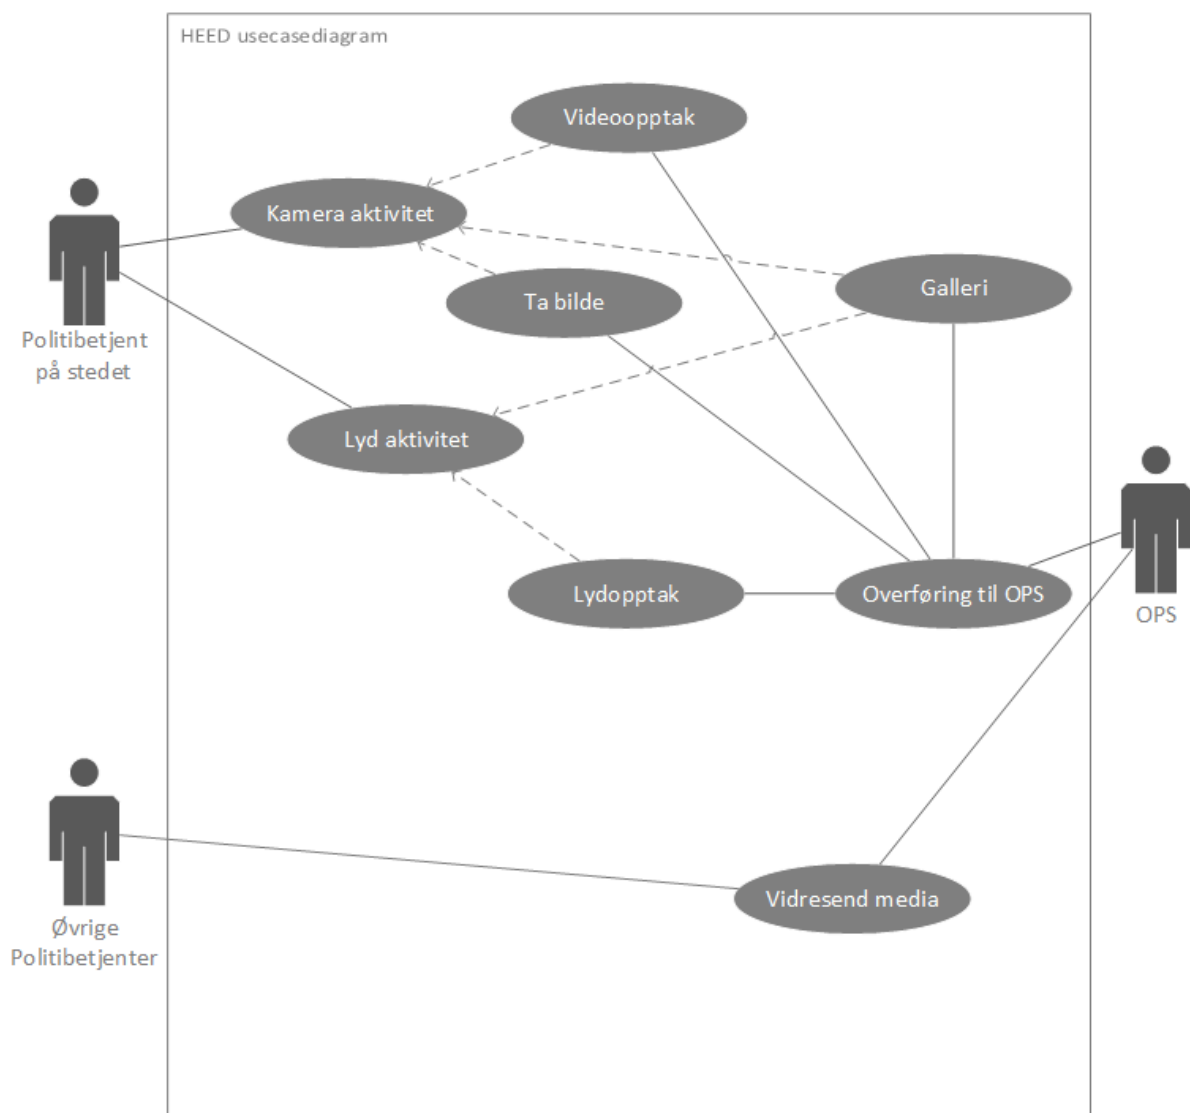 HEED usecasediagram
Videoopptak
Kamera aktivitet
Galleri
Ta bilde
Politibetjent
på stedet
Lyd aktivitet
Lydopptak
Overføring til OPS
OPS
Vidresend media
Øvrige
Politibetjenter